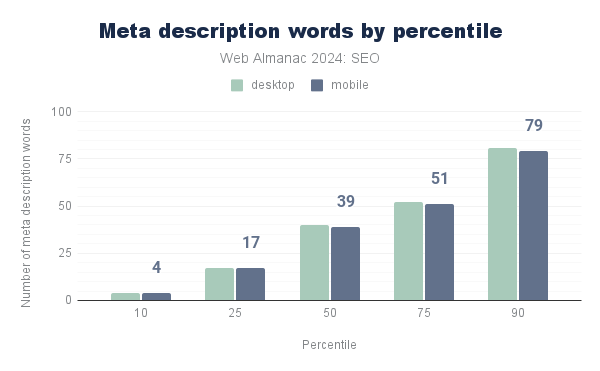 Meta description words by percentile
Web Almanac 2024: SEO
desktop mobile
Number of meta description words
100
75
50
25
0
4
17
39
51
79
10 25 50 75 90
Percentile